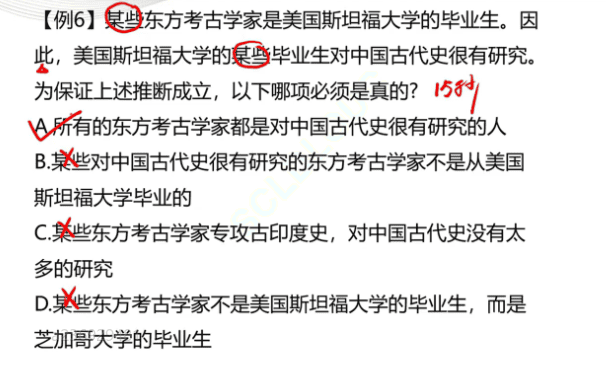 【例6】某些东方考古学家是美国斯坦福大学的毕业生。因
此，美国斯坦福大学的某些毕业生对中国古代史很有研究。
为保证上述推断成立，以下哪项必须是真的？ 15秒
A.所有的东方考古学家都是对中国古代史很有研究的人
B.某些对中国古代史很有研究的东方考古学家不是从美国
斯坦福大学毕业的
C.某些东方考古学家专攻古印度史，对中国古代史没有太
多的研究
D.某些东方考古学家不是美国斯坦福大学的毕业生，而是
芝加哥大学的毕业生